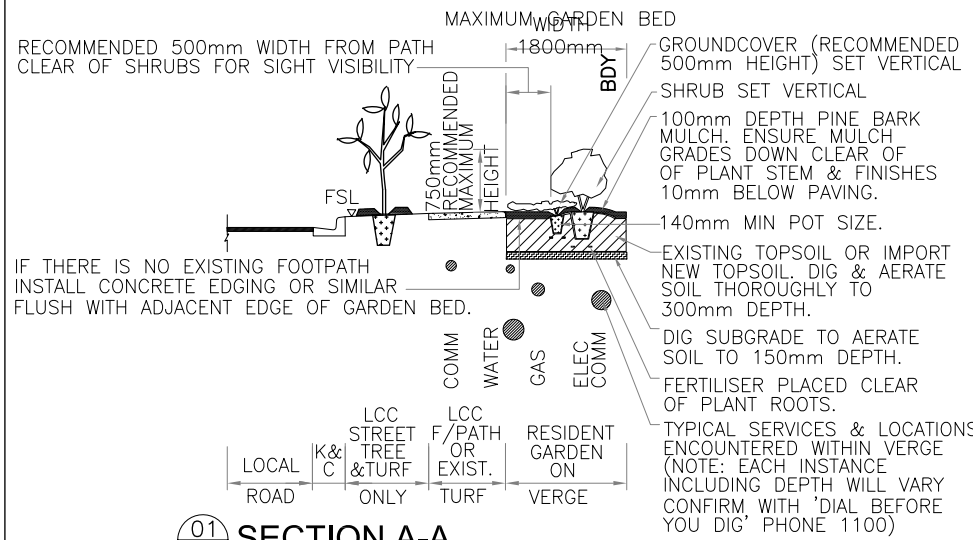 MAXIMUM GARDEN BED
WIDTH
1800mm
BDY
RECOMMENDED 500mm WIDTH FROM PATH
CLEAR OF SHRUBS FOR SIGHT VISIBILITY
GROUNDCOVER (RECOMMENDED
500mm HEIGHT) SET VERTICAL
SHRUB SET VERTICAL
100mm DEPTH PINE BARK
MULCH. ENSURE MULCH
GRADES DOWN CLEAR OF
OF PLANT STEM & FINISHES
10mm BELOW PAVING.
750mm
RECOMMENDED
MAXIMUM
HEIGHT
FSL
140mm MIN POT SIZE.
EXISTING TOPSOIL OR IMPORT
NEW TOPSOIL. DIG & AERATE
SOIL THOROUGHLY TO
300mm DEPTH.
IF THERE IS NO EXISTING FOOTPATH
INSTALL CONCRETE EDGING OR SIMILAR
FLUSH WITH ADJACENT EDGE OF GARDEN BED.
DIG SUBGRADE TO AERATE
SOIL TO 150mm DEPTH.
FERTILISER PLACED CLEAR
OF PLANT ROOTS.
TYPICAL SERVICES & LOCATIONS
ENCOUNTERED WITHIN VERGE
(NOTE: EACH INSTANCE
INCLUDING DEPTH WILL VARY
CONFIRM WITH 'DIAL BEFORE
YOU DIG' PHONE 1100)
COMM
WATER
GAS
ELEC
COMM
LOCAL
ROAD
K&
C
LCC
STREET
TREE
&TURF
ONLY
LCC
F/PATH
OR
EXIST.
TURF
RESIDENT
GARDEN
ON
VERGE
01
SECTION A-A